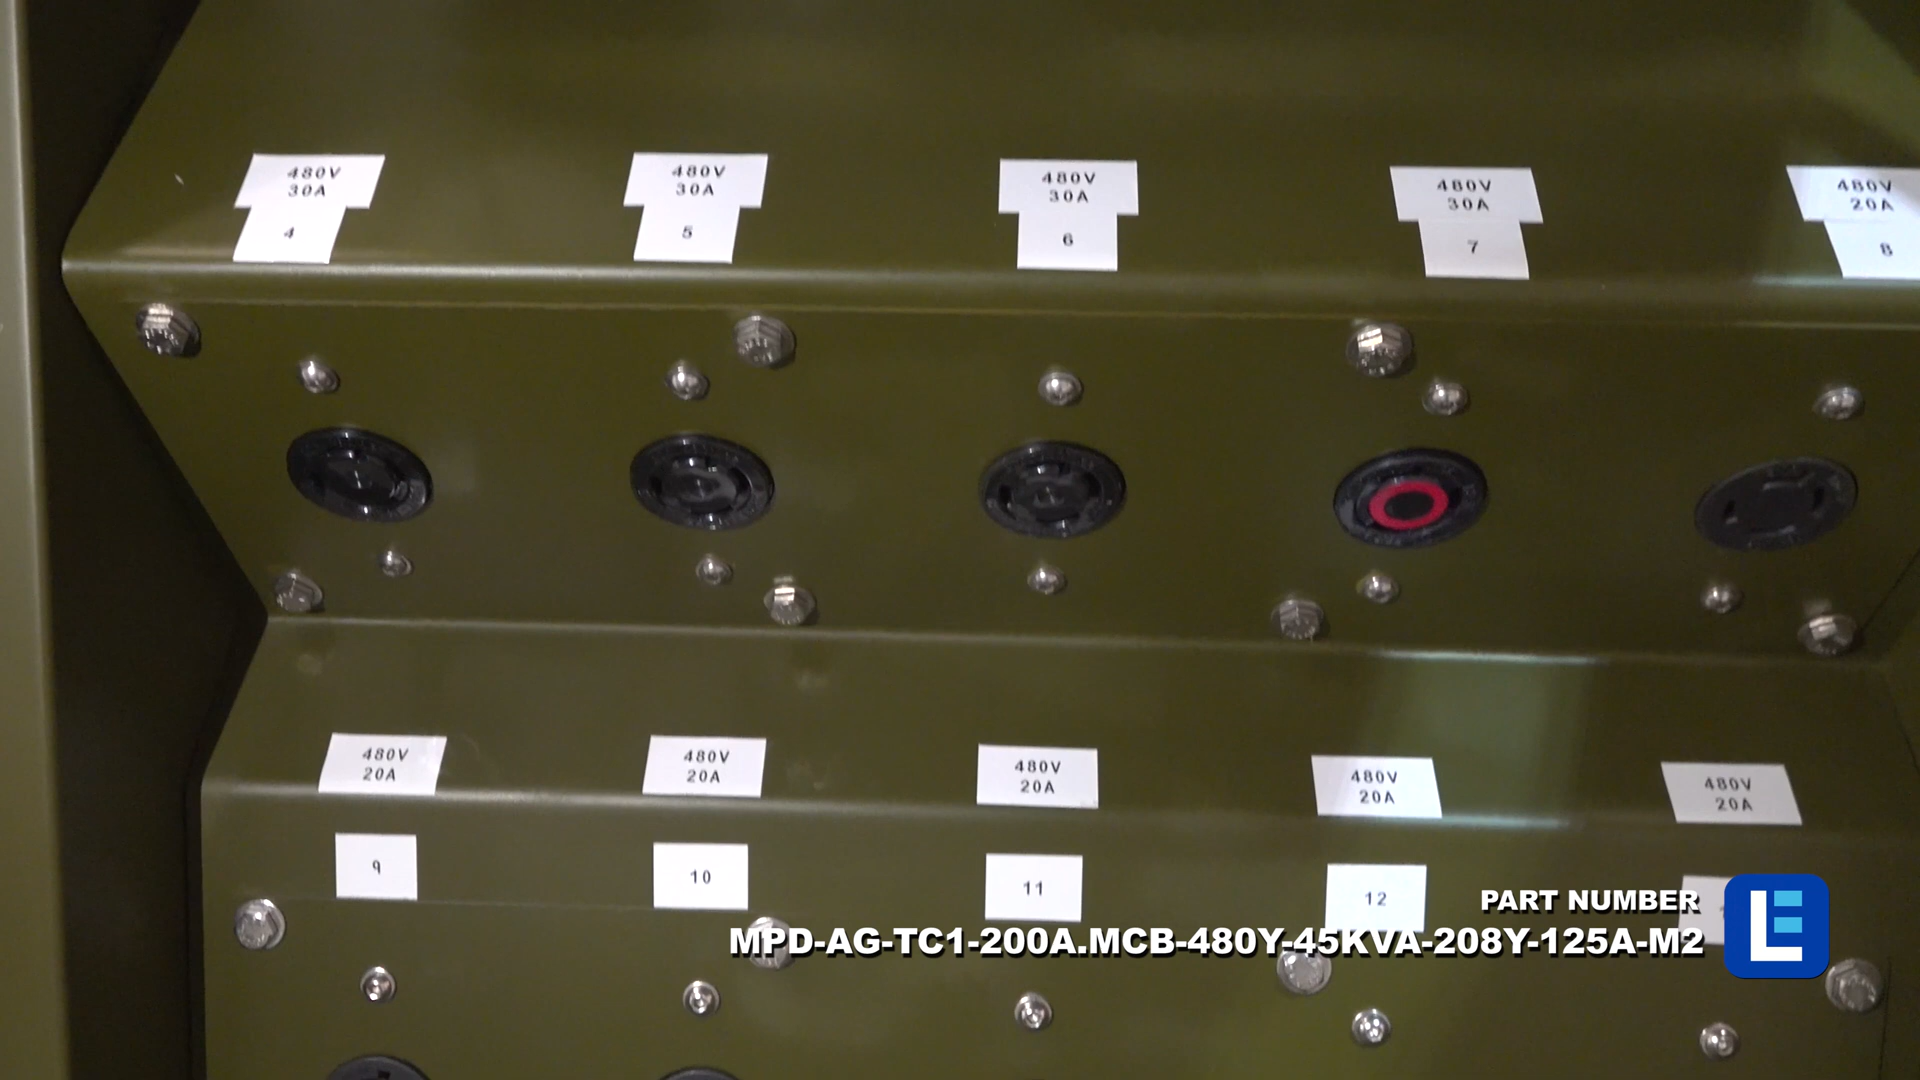 480V
30A
4
480V
30A
5
480V
30A
6
480V
30A
7
480V
20A
8
480V
20A
9
480V
20A
10
480V
20A
11
480V
20A
12
480V
20A
PART NUMBER
MPD-AG-TC1-200A.MCB-480Y-45KVA-208Y-125A-M2
LE